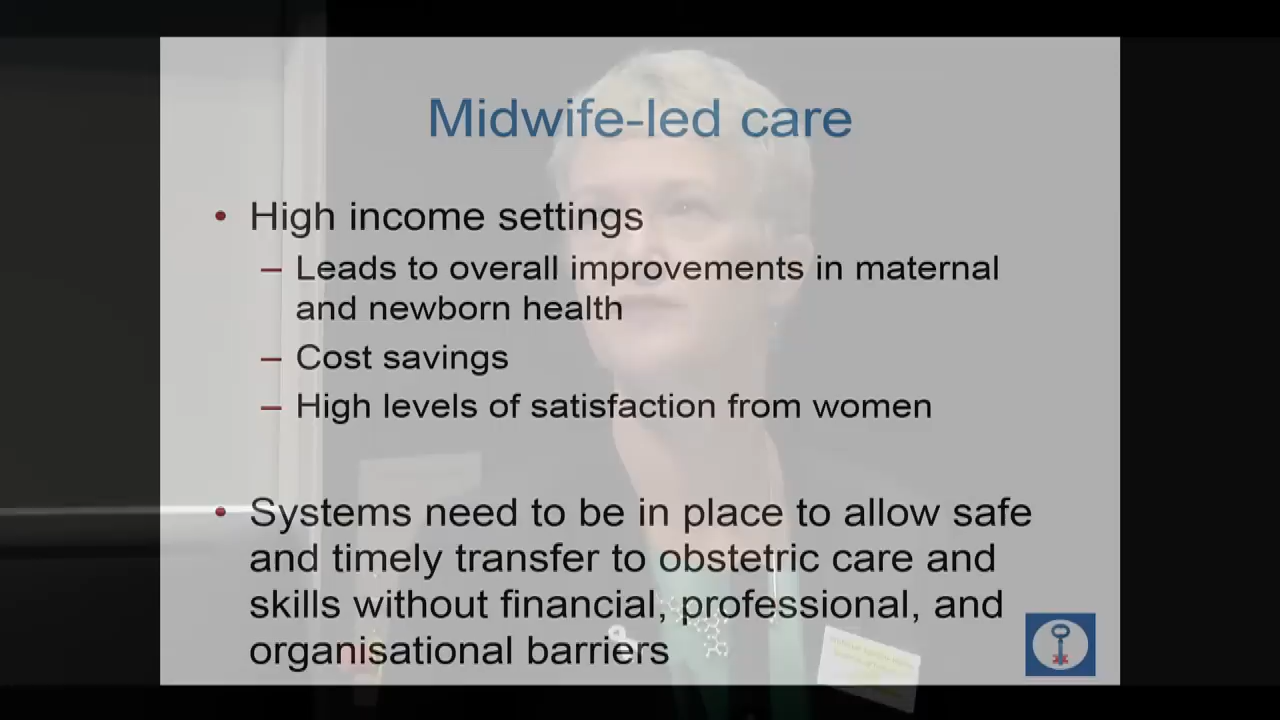 Midwife-led care
• High income settings
– Leads to overall improvements in maternal
and newborn health
– Cost savings
– High levels of satisfaction from women
• Systems need to be in place to allow safe
and timely transfer to obstetric care and
skills without financial, professional, and
organisational barriers